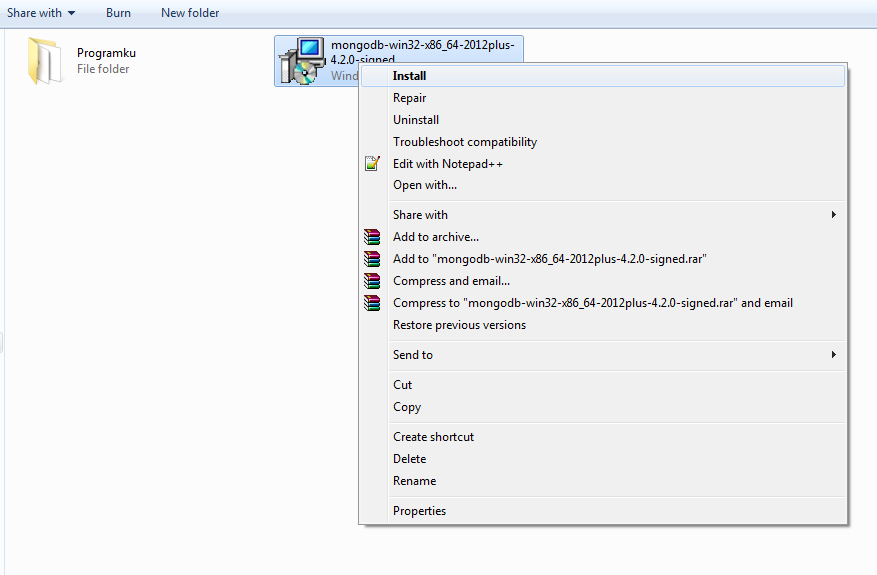 Share with Burn New folder
Programku
File folder
mongodb-win32-x86_64-2012plus-
4.2.0-signed
Wind
Install
Repair
Uninstall
Troubleshoot compatibility
Edit with Notepad++
Open with...
Share with
Add to archive...
Add to "mongodb-win32-x86_64-2012plus-4.2.0-signed.rar"
Compress and email...
Compress to "mongodb-win32-x86_64-2012plus-4.2.0-signed.rar" and email
Restore previous versions
Send to
Cut
Copy
Create shortcut
Delete
Rename
Properties